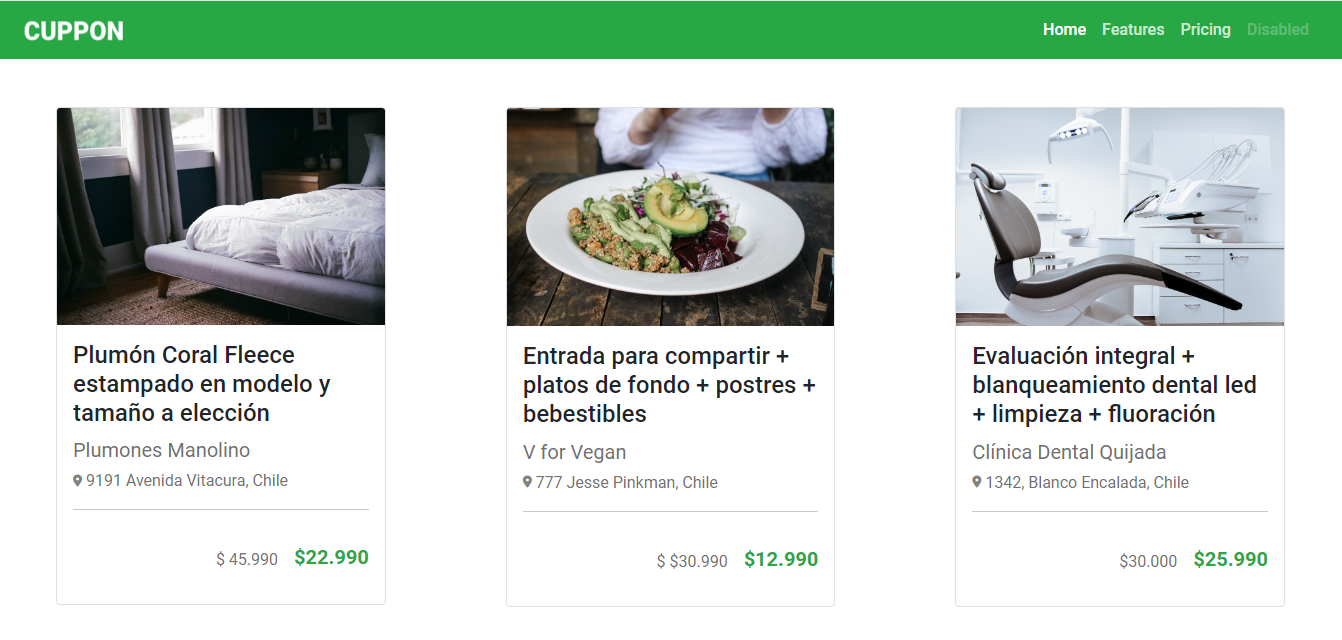 CUPPON
Home Features Pricing Disabled
Plumón Coral Fleece
estampado en modelo y
tamaño a elección
Plumones Manolino
9191 Avenida Vitacura, Chile
$ 45.990 $22.990
Entrada para compartir +
platos de fondo + postres +
bebestibles
V for Vegan
777 Jesse Pinkman, Chile
$ $30.990 $12.990
Evaluación integral +
blanqueamiento dental led
+ limpieza + fluoración
Clínica Dental Quijada
1342, Blanco Encalada, Chile
$30.000 $25.990